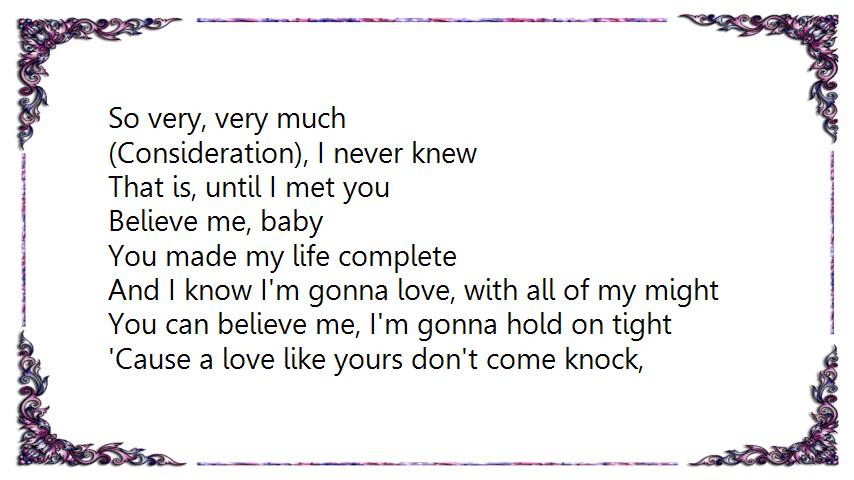 So very, very much
(Consideration), I never knew
That is, until I met you
Believe me, baby
You made my life complete
And I know I'm gonna love, with all of my might
You can believe me, I'm gonna hold on tight
'Cause a love like yours don't come knock,